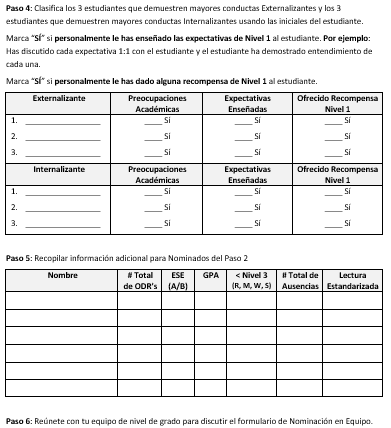 Paso 4: Clasifica los 3 estudiantes que demuestren mayores conductas Externalizantes y los 3
estudiantes que demuestren mayores conductas Internalizantes usando las iniciales del estudiante.
Marca “SÍ” si personalmente le has enseñado las expectativas de Nivel 1 al estudiante. Por ejemplo:
Has discutido cada expectativa 1:1 con el estudiante y el estudiante ha demostrado entendimiento de
cada una.
Marca “SÍ” si personalmente le has dado alguna recompensa de Nivel 1 al estudiante.
Externalizante Preocupaciones Académicas Expectativas Enseñadas Ofrecido Recompensa Nivel 1
1. ________________ ____ Sí ____ Sí ____ Sí
2. ________________ ____ Sí ____ Sí ____ Sí
3. ________________ ____ Sí ____ Sí ____ Sí
Internalizante Preocupaciones Académicas Expectativas Enseñadas Ofrecido Recompensa Nivel 1
1. ________________ ____ Sí ____ Sí ____ Sí
2. ________________ ____ Sí ____ Sí ____ Sí
3. ________________ ____ Sí ____ Sí ____ Sí
Paso 5: Recopilar información adicional para Nominados del Paso 2
Nombre # Total de ODR's ESE (A/B) GPA < Nivel 3 (R, M, W, S) # Total de Ausencias Lectura Estandarizada
Paso 6: Reúnete con tu equipo de nivel de grado para discutir el formulario de Nominación en Equipo.